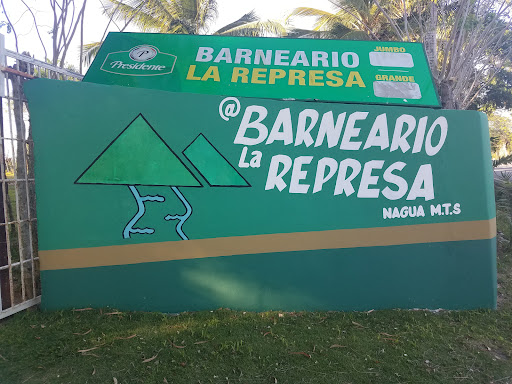 P
Presidente
BARNEARIO
LA REPRESA
JUMBO
GRANDE
@BARNEARIO
La REPRESA
NAGUA M.T.S